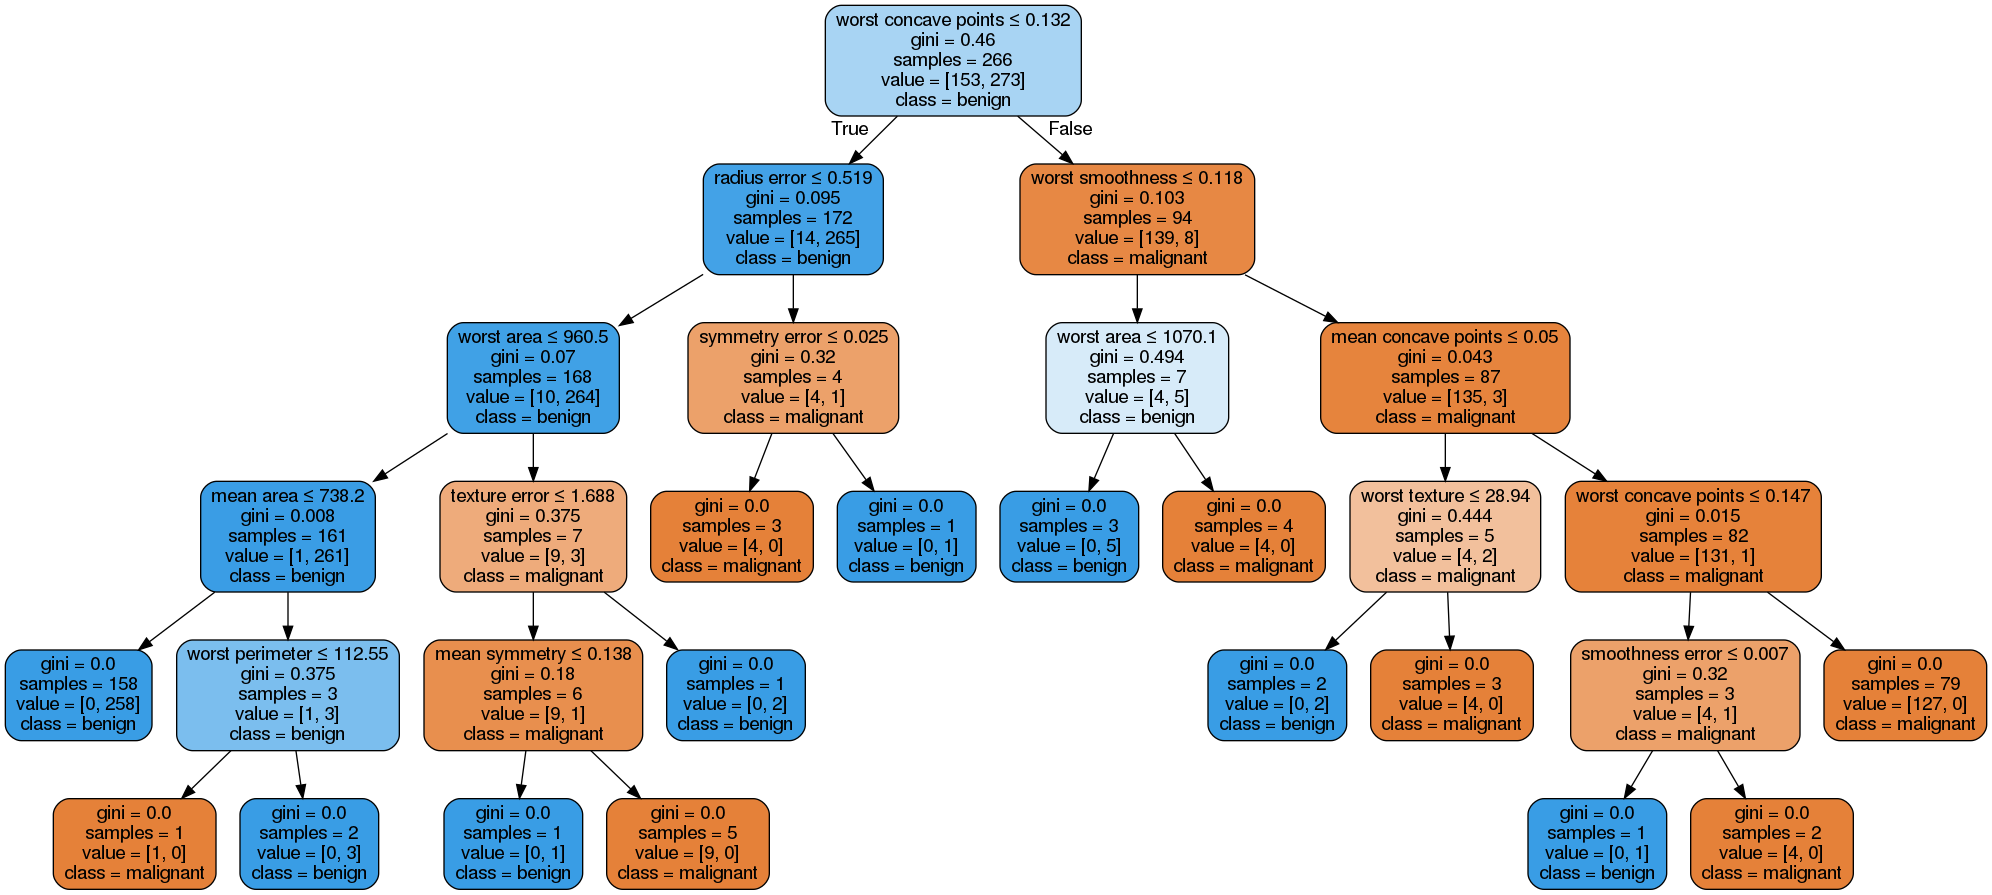 worst concave points ≤ 0.132
gini = 0.46
samples = 266
value = [153, 273]
class = benign
True
False
radius error ≤ 0.519
gini = 0.095
samples = 172
value = [14, 265]
class = benign
worst smoothness ≤ 0.118
gini = 0.103
samples = 94
value = [139, 8]
class = malignant
worst area ≤ 960.5
gini = 0.07
samples = 168
value = [10, 264]
class = benign
symmetry error ≤ 0.025
gini = 0.32
samples = 4
value = [4, 1]
class = malignant
worst area ≤ 1070.1
gini = 0.494
samples = 7
value = [4, 5]
class = benign
mean concave points ≤ 0.05
gini = 0.043
samples = 87
value = [135, 3]
class = malignant
mean area ≤ 738.2
gini = 0.008
samples = 161
value = [1, 261]
class = benign
texture error ≤ 1.688
gini = 0.375
samples = 7
value = [9, 3]
class = malignant
gini = 0.0
samples = 3
value = [4, 0]
class = malignant
gini = 0.0
samples = 1
value = [0, 1]
class = benign
gini = 0.0
samples = 3
value = [0, 5]
class = benign
gini = 0.0
samples = 4
value = [4, 0]
class = malignant
worst texture ≤ 28.94
gini = 0.444
samples = 5
value = [4, 2]
class = malignant
worst concave points ≤ 0.147
gini = 0.015
samples = 82
value = [131, 1]
class = malignant
gini = 0.0
samples = 158
value = [0, 258]
class = benign
worst perimeter ≤ 112.55
gini = 0.375
samples = 3
value = [1, 3]
class = benign
mean symmetry ≤ 0.138
gini = 0.18
samples = 6
value = [9, 1]
class = malignant
gini = 0.0
samples = 1
value = [0, 2]
class = benign
gini = 0.0
samples = 2
value = [0, 2]
class = benign
gini = 0.0
samples = 3
value = [4, 0]
class = malignant
smoothness error ≤ 0.007
gini = 0.32
samples = 3
value = [4, 1]
class = malignant
gini = 0.0
samples = 79
value = [127, 0]
class = malignant
gini = 0.0
samples = 1
value = [1, 0]
class = malignant
gini = 0.0
samples = 2
value = [0, 3]
class = benign
gini = 0.0
samples = 1
value = [0, 1]
class = benign
gini = 0.0
samples = 5
value = [9, 0]
class = malignant
gini = 0.0
samples = 1
value = [0, 1]
class = benign
gini = 0.0
samples = 2
value = [4, 0]
class = malignant